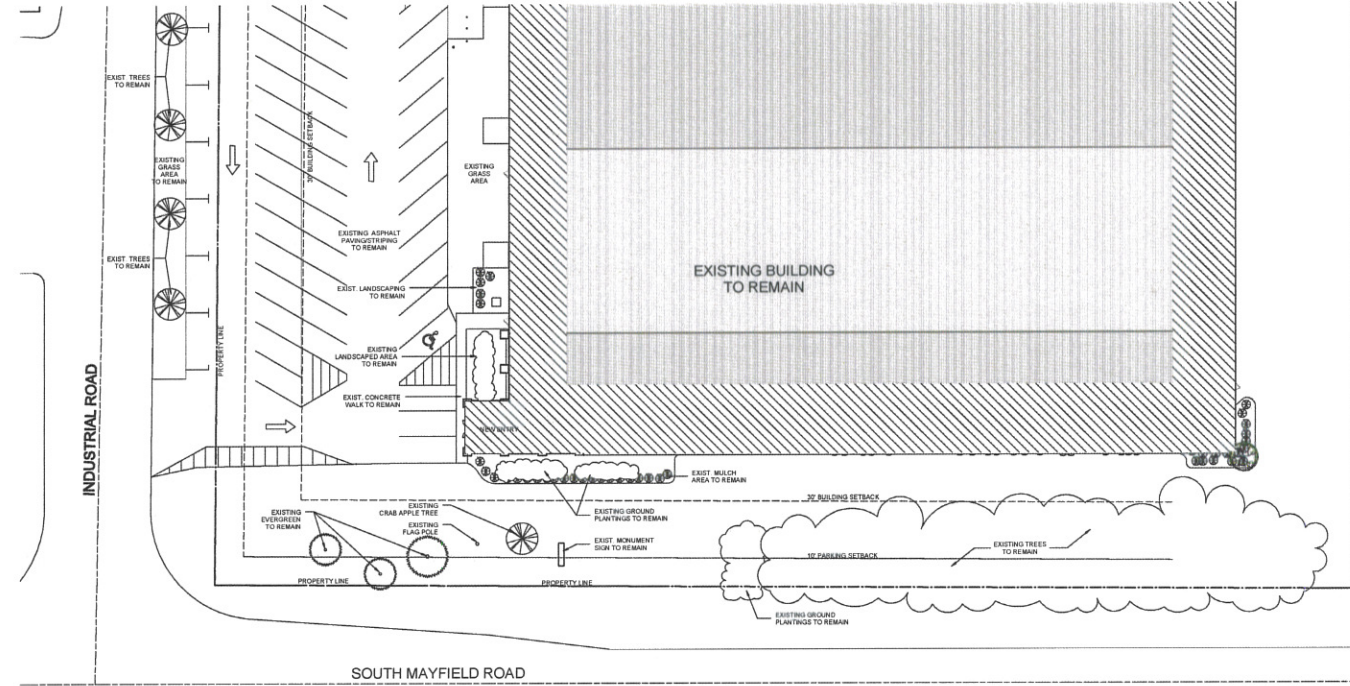 EXIST. TREES
TO REMAIN
EXISTING
GRASS
AREA
TO REMAIN
EXIST. TREES
TO REMAIN
30' BUILDING SETBACK
EXISTING
GRASS
AREA
EXISTING ASPHALT
PAVING/STRIPING
TO REMAIN
EXIST. LANDSCAPING
TO REMAIN
EXISTING
LANDSCAPED AREA
TO REMAIN
EXIST. CONCRETE
WALK TO REMAIN
PROPERTY LINE
INDUSTRIAL ROAD
EXISTING BUILDING
TO REMAIN
NEW ENTRY
EXIST. MULCH
AREA TO REMAIN
EXISTING GROUND
PLANTINGS TO REMAIN
30' BUILDING SETBACK
EXISTING
EVERGREEN
TO REMAIN
EXISTING
CRAB APPLE TREE
EXISTING
FLAG POLE
EXIST. MONUMENT
SIGN TO REMAIN
10' PARKING SETBACK
EXISTING TREES
TO REMAIN
PROPERTY LINE
PROPERTY LINE
EXISTING GROUND
PLANTINGS TO REMAIN
SOUTH MAYFIELD ROAD